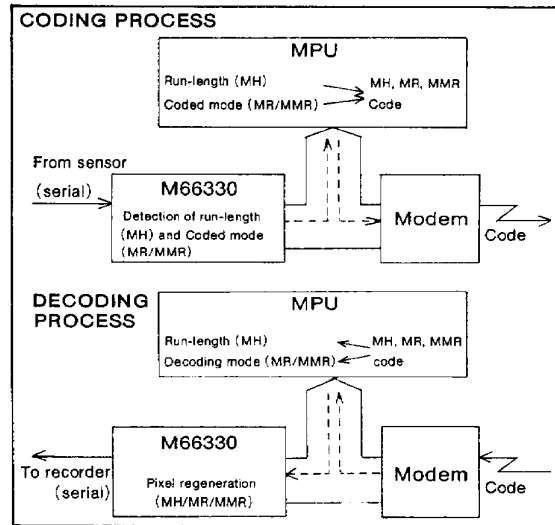 CODING PROCESS
MPU
Run-length (MH)
MH, MR, MMR
Coded mode (MR/MMR)
Code
From sensor
(serial)
M66330
Detection of run-length
(MH) and Coded mode
(MR/MMR)
Modem
Code
DECODING
PROCESS
MPU
Run-length (MH)
MH, MR, MMR
Decoding mode (MR/MMR)
code
M66330
Pixel regeneration
(MH/MR/MMR)
To recorder
(serial)
Modem
Code